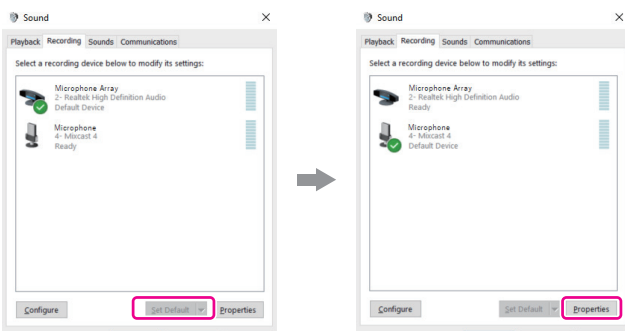 Sound
Playback Recording Sounds Communications
Select a recording device below to modify its settings:
Microphone Array
2- Realtek High Definition Audio
Default Device
Microphone
4- Mixcast 4
Ready
Configure Set Default Properties
Sound
Playback Recording Sounds Communications
Select a recording device below to modify its settings:
Microphone Array
2- Realtek High Definition Audio
Ready
Microphone
4- Mixcast 4
Default Device
Configure Set Default Properties